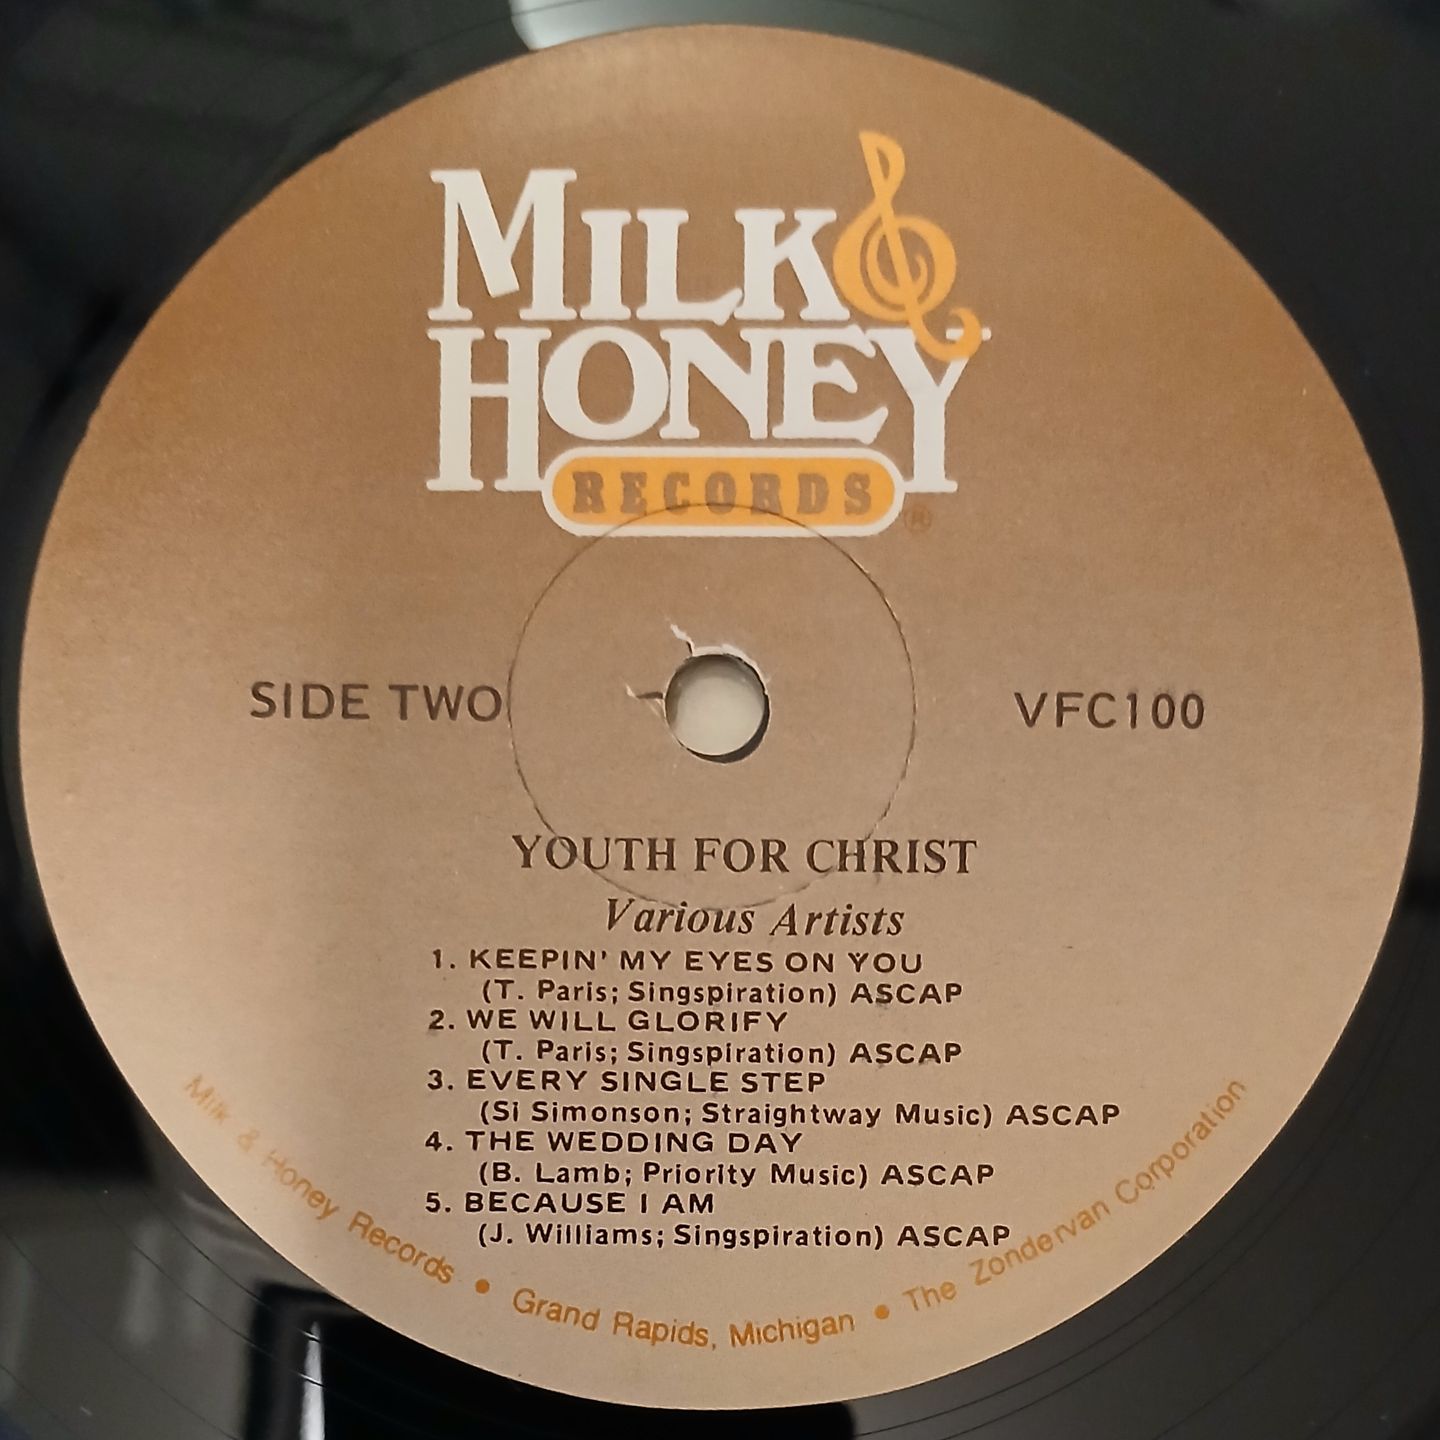 MILK &
HONEY
RECORDS
®
SIDE TWO
VFC100
YOUTH FOR CHRIST
Various Artists
1. KEEPIN' MY EYES ON YOU
(T. Paris; Singspiration) ASCAP
2. WE WILL GLORIFY
(T. Paris; Singspiration) ASCAP
3. EVERY SINGLE STEP
(Si Simonson; Straightway Music) ASCAP
4. THE WEDDING DAY
(B. Lamb; Priority Music) ASCAP
5. BECAUSE I AM
(J. Williams; Singspiration) ASCAP
Milk & Honey Records • Grand Rapids, Michigan • The Zondervan Corporation